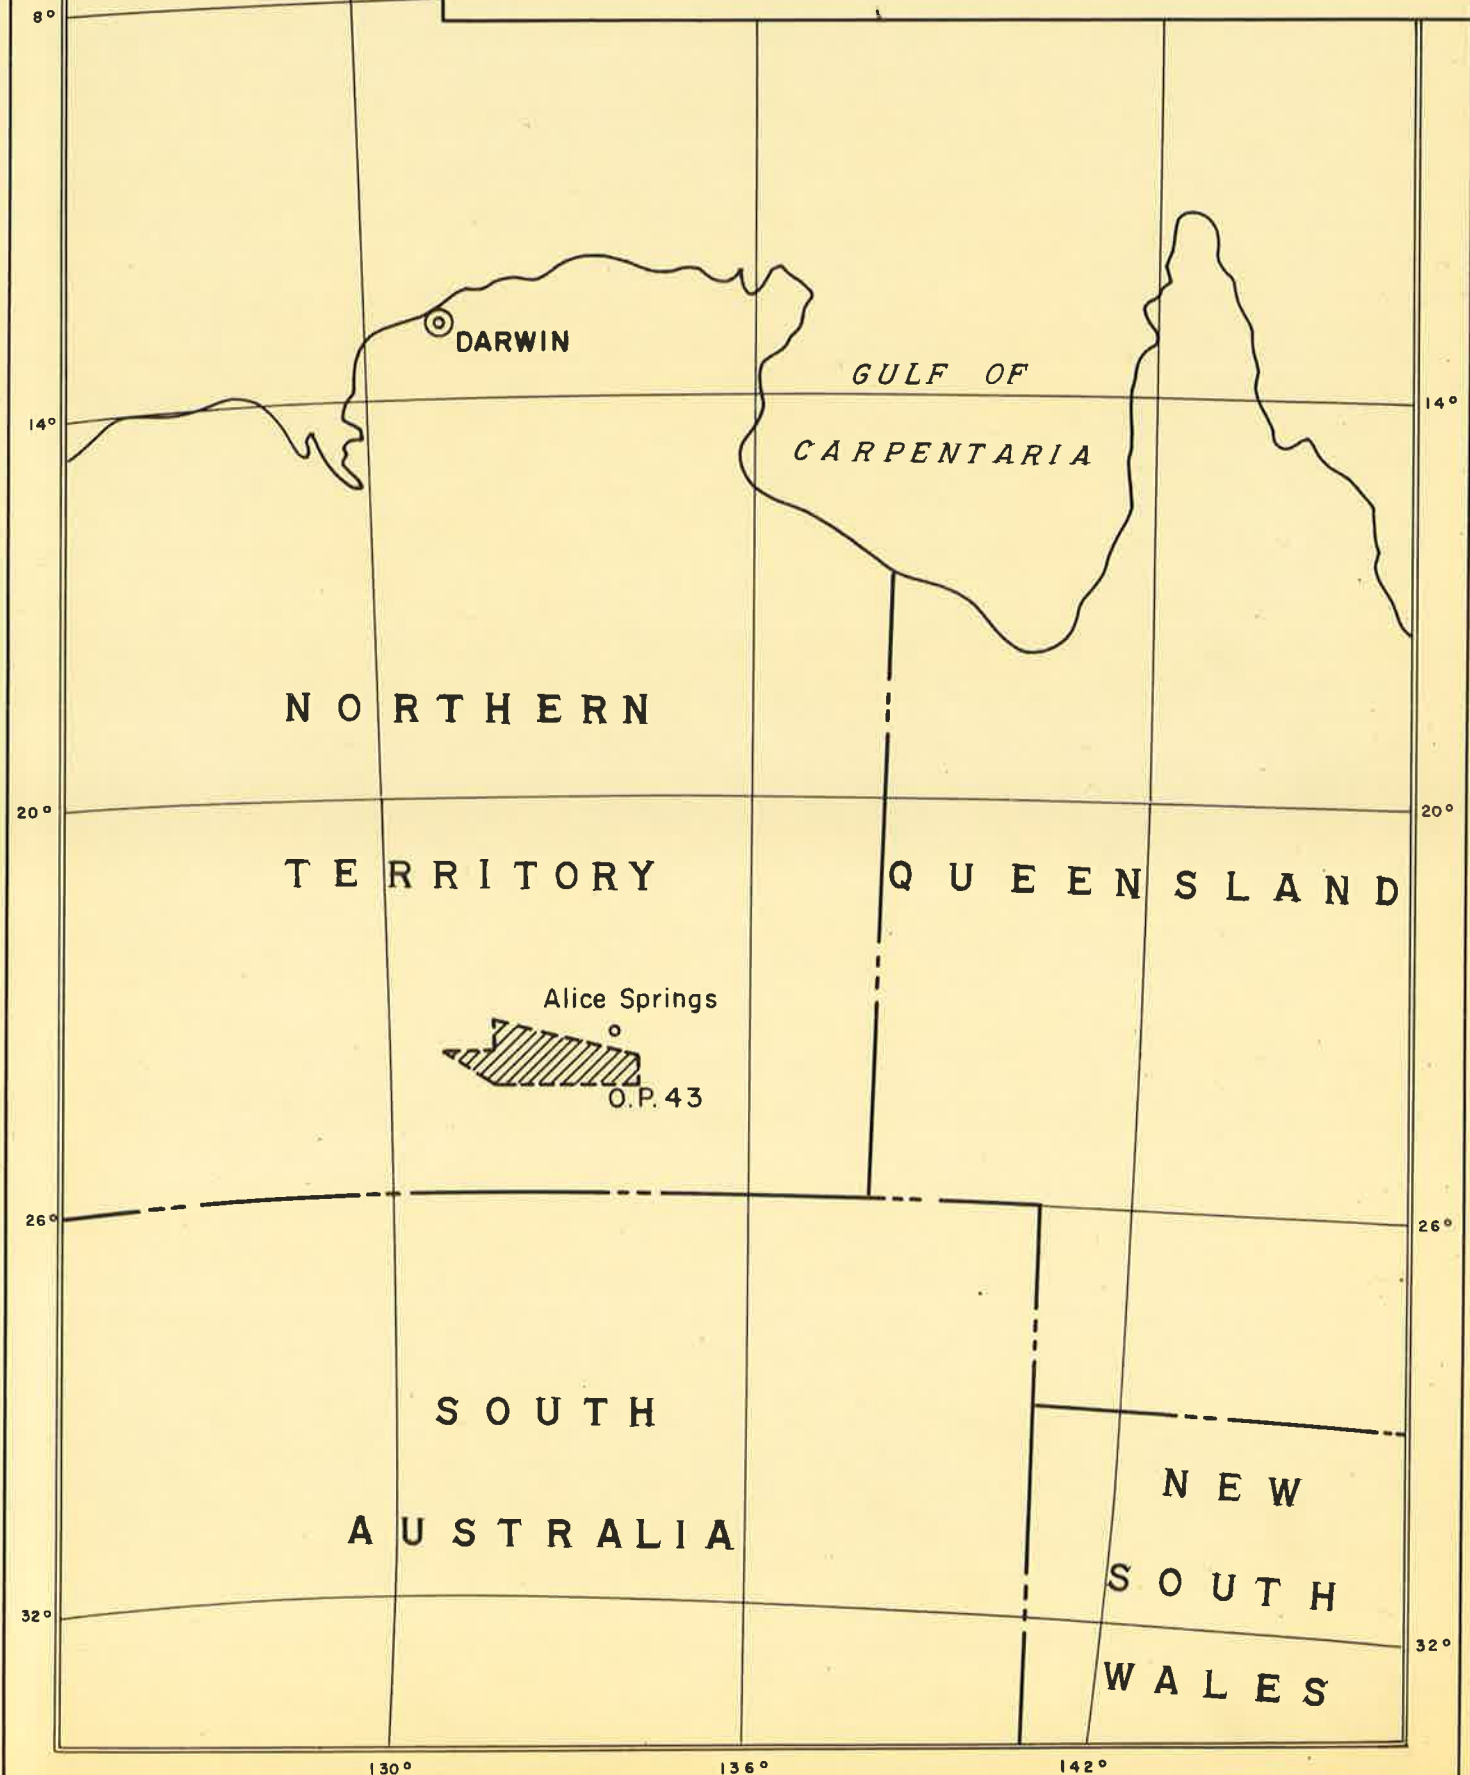 8°
DARWIN
GULF OF
14°
14°
CARPENTARIA
NORTHERN
20°
20°
TERRITORY
QUEENSLAND
Alice Springs
O.P. 43
26°
26°
SOUTH
NEW
AUSTRALIA
SOUTH
32°
32°
WALES
130°
136°
142°